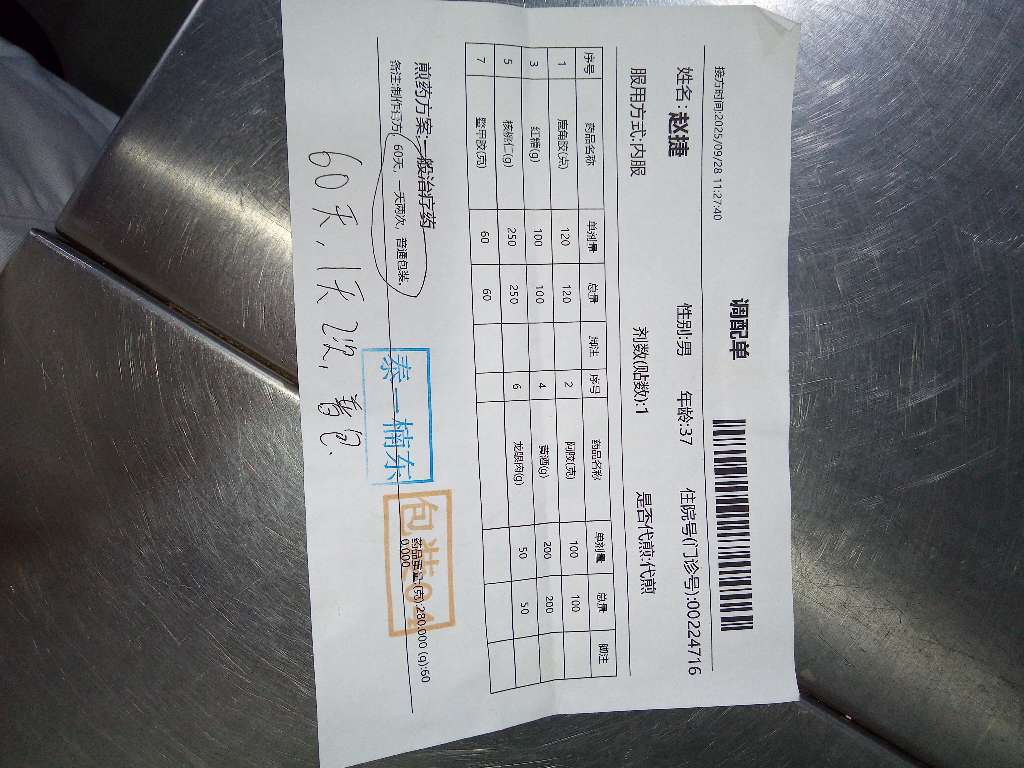 调配单
接方时间:2025/09/28 11:27:40
姓名:赵捷 性别:男 年龄:37 住院号(门诊号):00224716
服用方式:内服 剂数(贴数):1 是否代煎:代煎
序号 药品名称 单剂量 总量 脚注 序号 药品名称 单剂量 总量 脚注
1 鹿角胶(克) 120 120 2 阿胶(克) 100 100
3 红糖(g) 100 100 4 黄酒(g) 200 200
5 核桃仁(g) 250 250 6 龙眼肉(g) 50 50
7 鳖甲胶(克) 60 60
煎药方案:一般治疗药 药品重量:(克) 280.000 (g):60
0.000
备注:制作行方, 60天, 一天两次, 普通包装.
秦一楠东
包装04
60天, 1天2次, 普包.